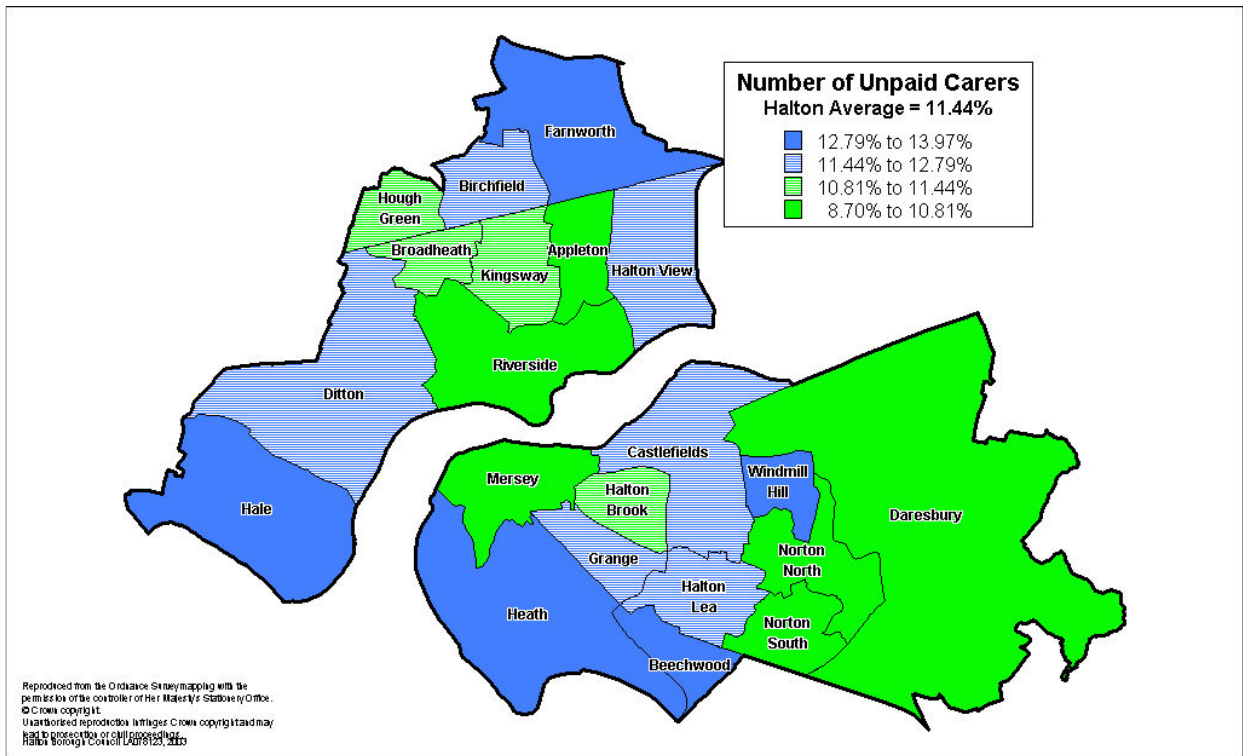 Number of Unpaid Carers
Halton Average = 11.44%
12.79% to 13.97%
11.44% to 12.79%
10.81% to 11.44%
8.70% to 10.81%
Farnworth
Birchfield
Hough
Green
Broadheath
Appleton
Kingsway
Halton View
Riverside
Ditton
Hale
Castlefields
Mersey
Windmill
Hill
Halton
Brook
Daresbury
Norton
North
Grange
Halton
Lea
Heath
Norton
South
Beechwood
Reproduced from the Ordnance Survey mapping with the
permission of the controller of Her Majesty's Stationery Office.
© Crown copyright.
Unauthorised reproduction infringes Crown copyright and may
lead to prosecution or civil proceedings.
Halton Borough Council LA078123, 2003